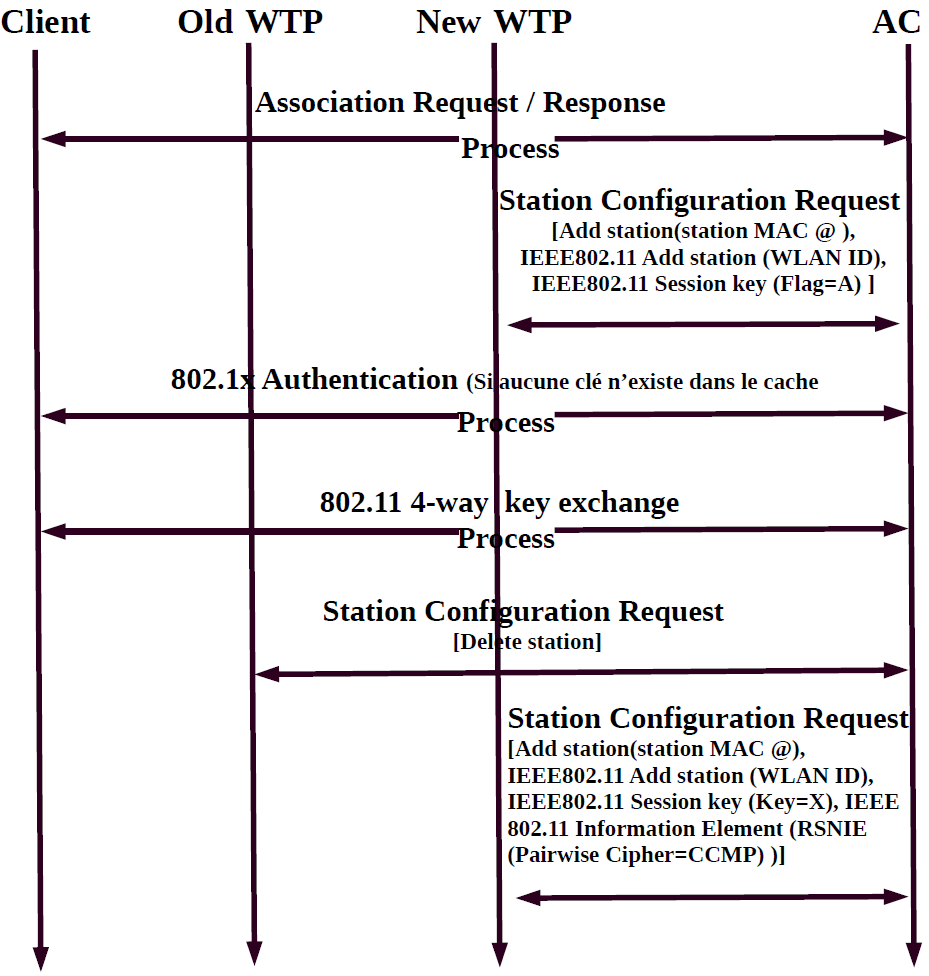 Client Old WTP New WTP AC
Association Request / Response
Process
Station Configuration Request
[Add station(station MAC @ ),
IEEE802.11 Add station (WLAN ID),
IEEE802.11 Session key (Flag=A) ]
802.1x Authentication (Si aucune clé n’existe dans le cache
Process
802.11 4-way key exchange
Process
Station Configuration Request
[Delete station]
Station Configuration Request
[Add station(station MAC @),
IEEE802.11 Add station (WLAN ID),
IEEE802.11 Session key (Key=X), IEEE
802.11 Information Element (RSNIE
(Pairwise Cipher=CCMP) )]